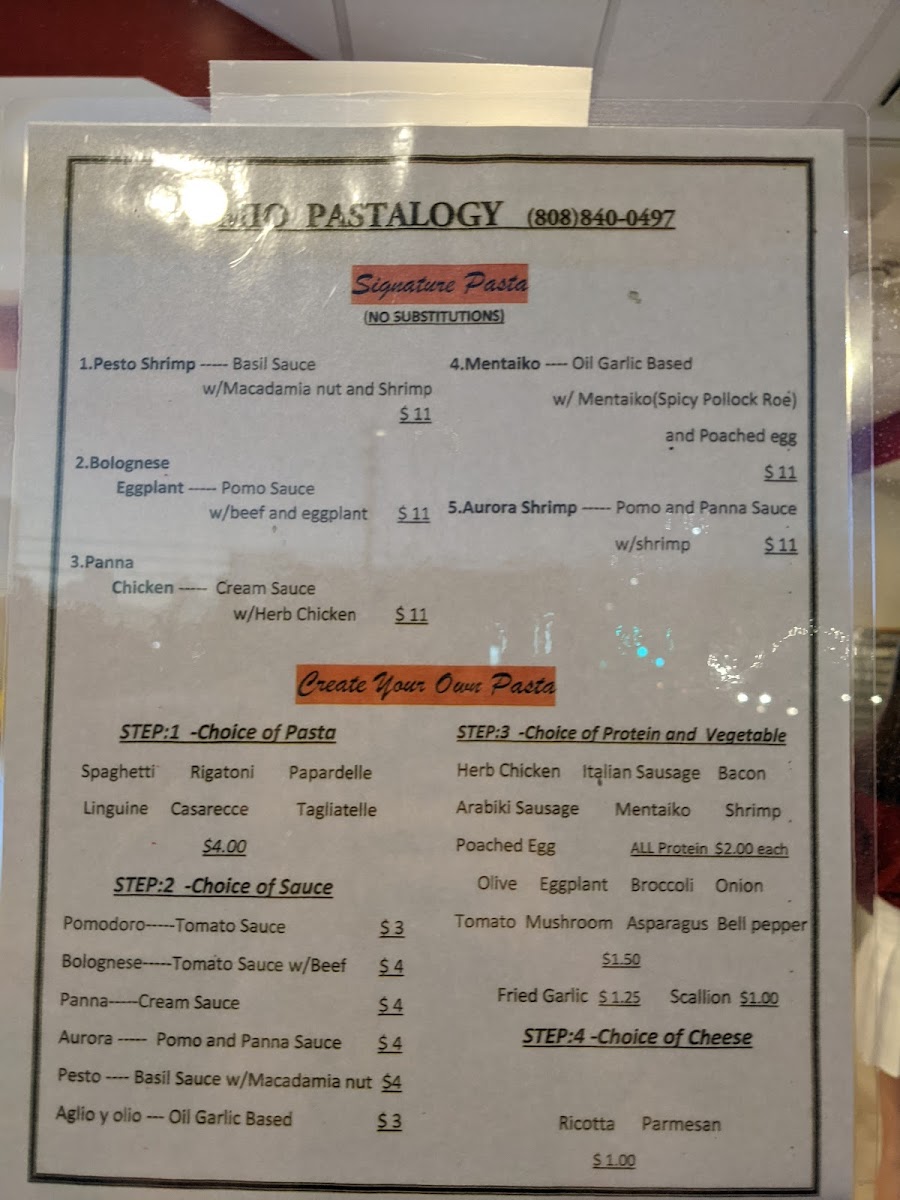 MIO PASTALOGY (808)840-0497
Signature Pasta
(NO SUBSTITUTIONS)
1.Pesto Shrimp ----- Basil Sauce
w/Macadamia nut and Shrimp
$ 11
2.Bolognese
Eggplant ----- Pomo Sauce
w/beef and eggplant $ 11
3.Panna
Chicken ----- Cream Sauce
w/Herb Chicken $ 11
4.Mentaiko ---- Oil Garlic Based
w/ Mentaiko(Spicy Pollock Roe)
and Poached egg
$ 11
5.Aurora Shrimp ----- Pomo and Panna Sauce
w/shrimp $ 11
Create Your Own Pasta
STEP:1 -Choice of Pasta
Spaghetti Rigatoni Papardelle
Linguine Casarecce Tagliatelle
$4.00
STEP:2 -Choice of Sauce
Pomodoro-----Tomato Sauce $ 3
Bolognese-----Tomato Sauce w/Beef $ 4
Panna-----Cream Sauce $ 4
Aurora ----- Pomo and Panna Sauce $ 4
Pesto ---- Basil Sauce w/Macadamia nut $4
Aglio y olio --- Oil Garlic Based $ 3
STEP:3 -Choice of Protein and Vegetable
Herb Chicken Italian Sausage Bacon
Arabiki Sausage Mentaiko Shrimp
Poached Egg ALL Protein $2.00 each
Olive Eggplant Broccoli Onion
Tomato Mushroom Asparagus Bell pepper
$1.50
Fried Garlic $ 1.25 Scallion $1.00
STEP:4 -Choice of Cheese
Ricotta Parmesan
$ 1.00